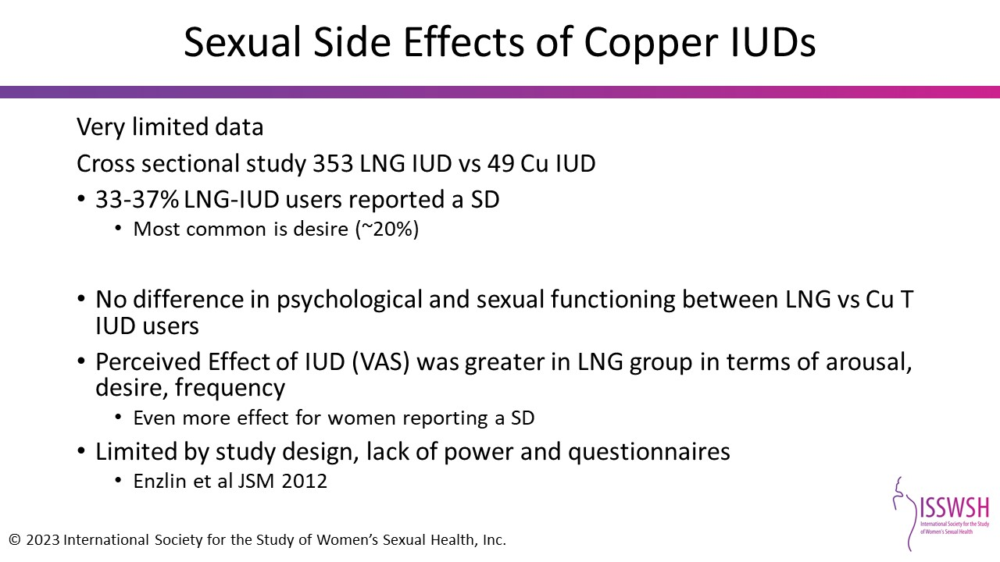 Sexual Side Effects of Copper IUDs
Very limited data
Cross sectional study 353 LNG IUD vs 49 Cu IUD
• 33-37% LNG-IUD users reported a SD
• Most common is desire (~20%)
• No difference in psychological and sexual functioning between LNG vs Cu T
IUD users
• Perceived Effect of IUD (VAS) was greater in LNG group in terms of arousal,
desire, frequency
• Even more effect for women reporting a SD
• Limited by study design, lack of power and questionnaires
• Enzlin et al JSM 2012
ISSWSH
International Society for the Study
of Women's Sexual Health
© 2023 International Society for the Study of Women’s Sexual Health, Inc.